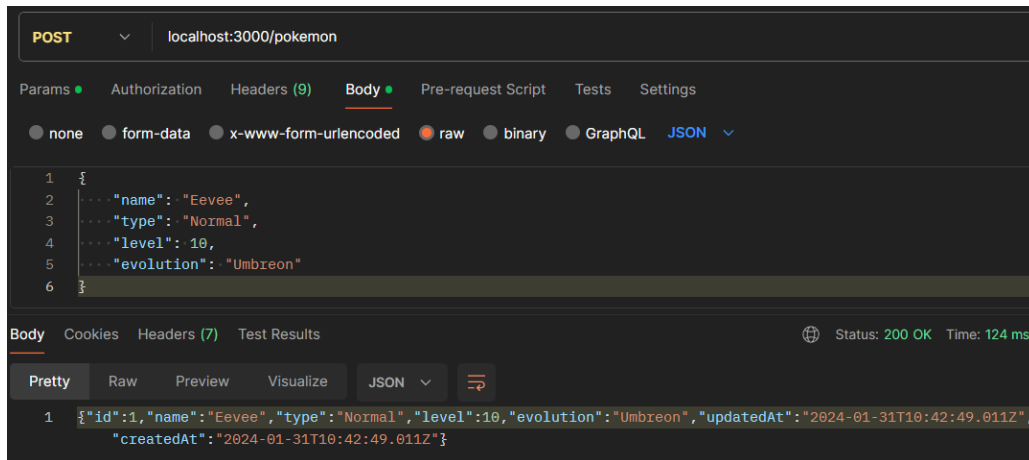 POST localhost:3000/pokemon
Params Authorization Headers (9) Body Pre-request Script Tests Settings
none form-data x-www-form-urlencoded raw binary GraphQL JSON
1 {
2 ····"name":·"Eevee",
3 ····"type":·"Normal",
4 ····"level":·10,
5 ····"evolution":·"Umbreon"
6 }
Body Cookies Headers (7) Test Results Status: 200 OK Time: 124 ms
Pretty Raw Preview Visualize JSON
1 {"id":1,"name":"Eevee","type":"Normal","level":10,"evolution":"Umbreon","updatedAt":"2024-01-31T10:42:49.011Z",
"createdAt":"2024-01-31T10:42:49.011Z"}